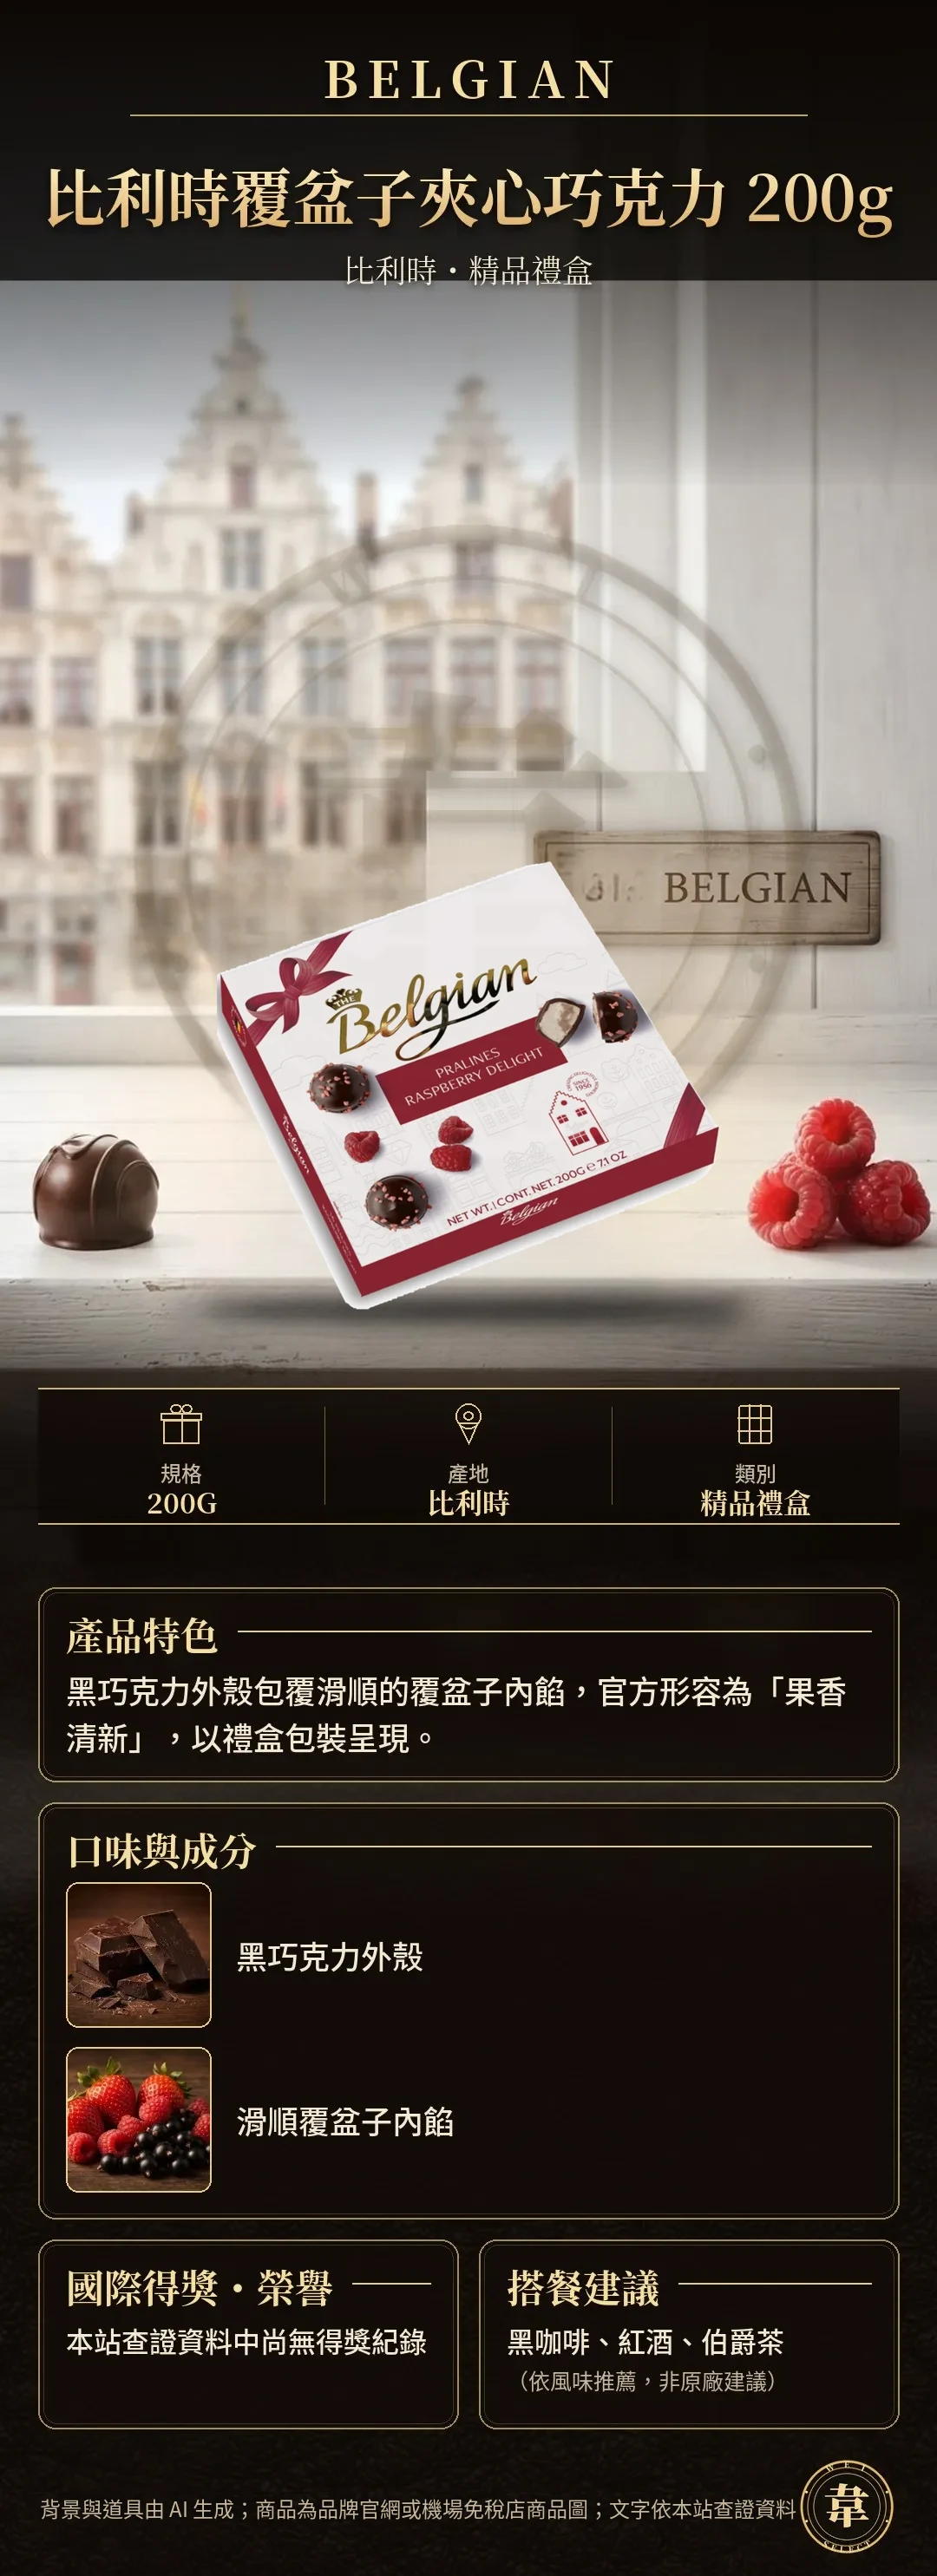 BELGIAN
比利時覆盆子夾心巧克力 200g
比利時・精品禮盒
BELGIAN
THE
Belgian
PRALINES
RASPBERRY DELIGHT
SINCE
1956
NET WT. | CONT. NET. 200G e 7.1 OZ
Belgian
規格
200G
產地
比利時
類別
精品禮盒
產品特色
黑巧克力外殼包覆滑順的覆盆子內餡，官方形容為「果香
清新」，以禮盒包裝呈現。
口味與成分
黑巧克力外殼
滑順覆盆子內餡
國際得獎・榮譽
本站查證資料中尚無得獎紀錄
搭餐建議
黑咖啡、紅酒、伯爵茶
（依風味推薦，非原廠建議）
背景與道具由 AI 生成；商品為品牌官網或機場免稅店商品圖；文字依本站查證資料
WEI
韋
SELECT